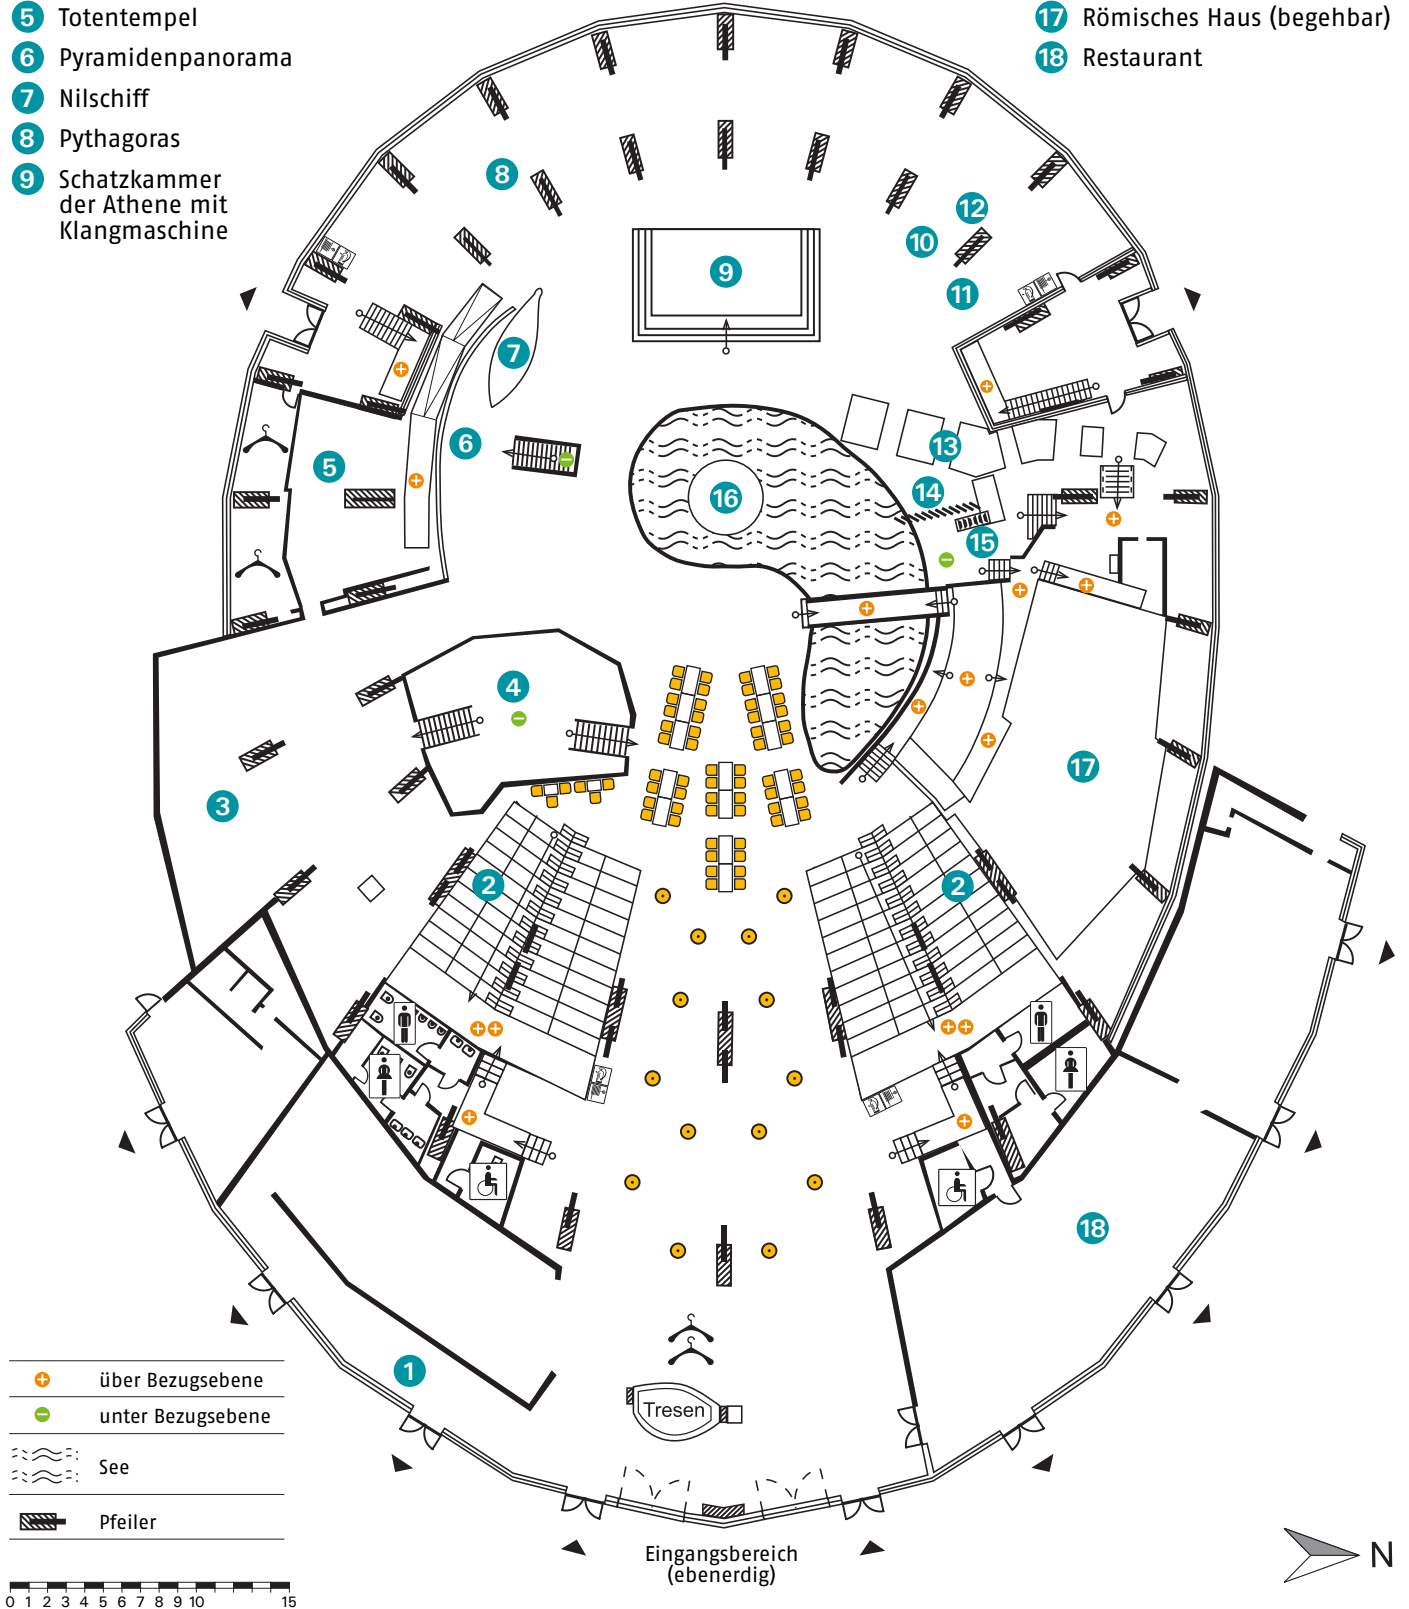 5 Totentempel
6 Pyramidenpanorama
7 Nilschiff
8 Pythagoras
9 Schatzkammer
der Athene mit
Klangmaschine
17 Römisches Haus (begehbar)
18 Restaurant
8
12
10
9
11
7
6
5
13
14
16
15
4
3
17
2
2
18
1
Tresen
Eingangsbereich
(ebenerdig)
über Bezugsebene
unter Bezugsebene
See
Pfeiler
0 1 2 3 4 5 6 7 8 9 10 15
N